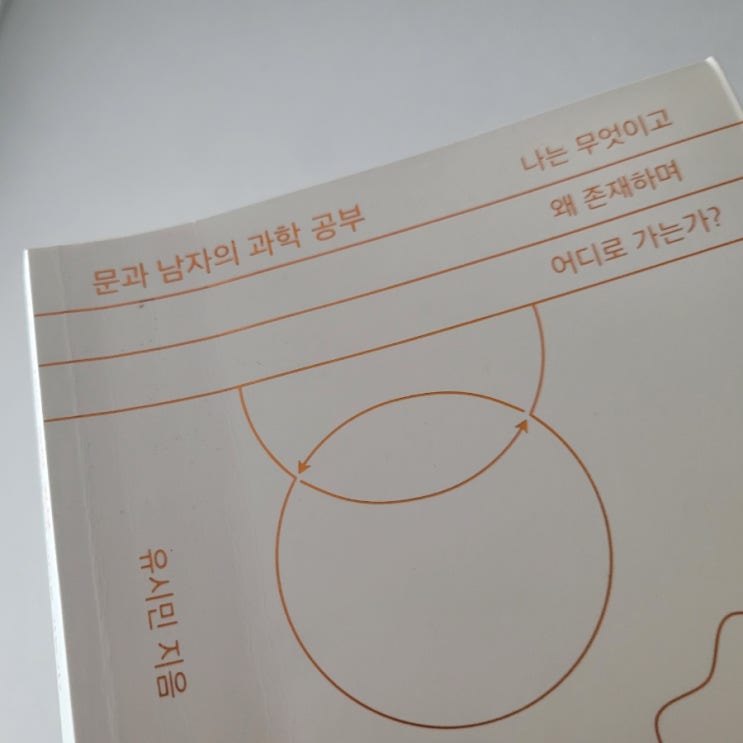 문과 남자의 과학 공부
나는 무엇이고
왜 존재하며
어디로 가는가?
유시민 지음